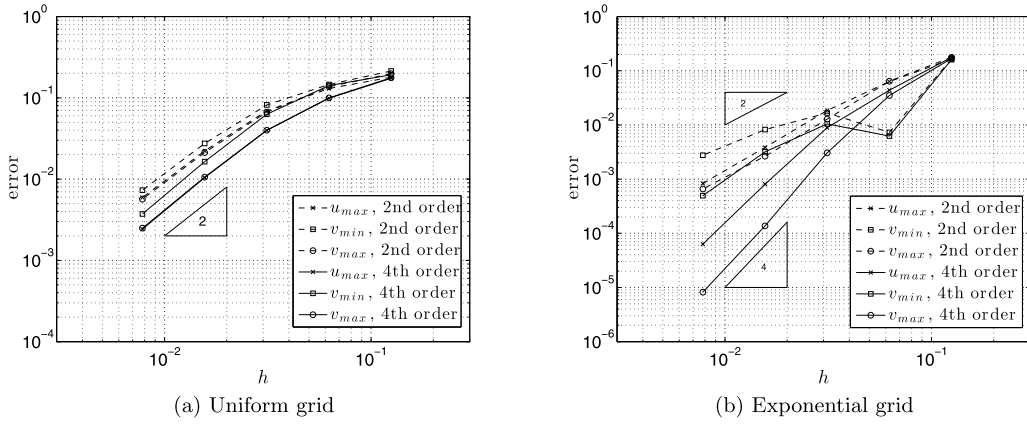 10^0
10^-1
10^-2
10^-3
10^-4
error
2
u_max, 2nd order
v_min, 2nd order
v_max, 2nd order
u_max, 4th order
v_min, 4th order
v_max, 4th order
10^-2
10^-1
h
(a) Uniform grid
10^0
10^-1
10^-2
10^-3
10^-4
10^-5
10^-6
error
2
4
u_max, 2nd order
v_min, 2nd order
v_max, 2nd order
u_max, 4th order
v_min, 4th order
v_max, 4th order
10^-2
10^-1
h
(b) Exponential grid